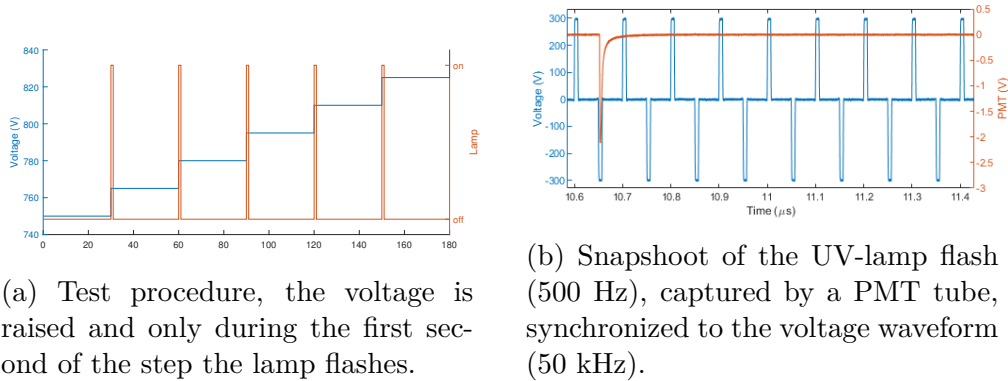 840
820
800
780
760
740
Voltage (V)
0 20 40 60 80 100 120 140 160 180
on
off
Lamp
300
200
100
0
-100
-200
-300
Voltage (V)
10.6 10.7 10.8 10.9 11 11.1 11.2 11.3 11.4
Time (μs)
0.5
0
-0.5
-1
-1.5
-2
-2.5
-3
PMT (V)
(a) Test procedure, the voltage is
raised and only during the first sec-
ond of the step the lamp flashes.
(b) Snapshoot of the UV-lamp flash
(500 Hz), captured by a PMT tube,
synchronized to the voltage waveform
(50 kHz).